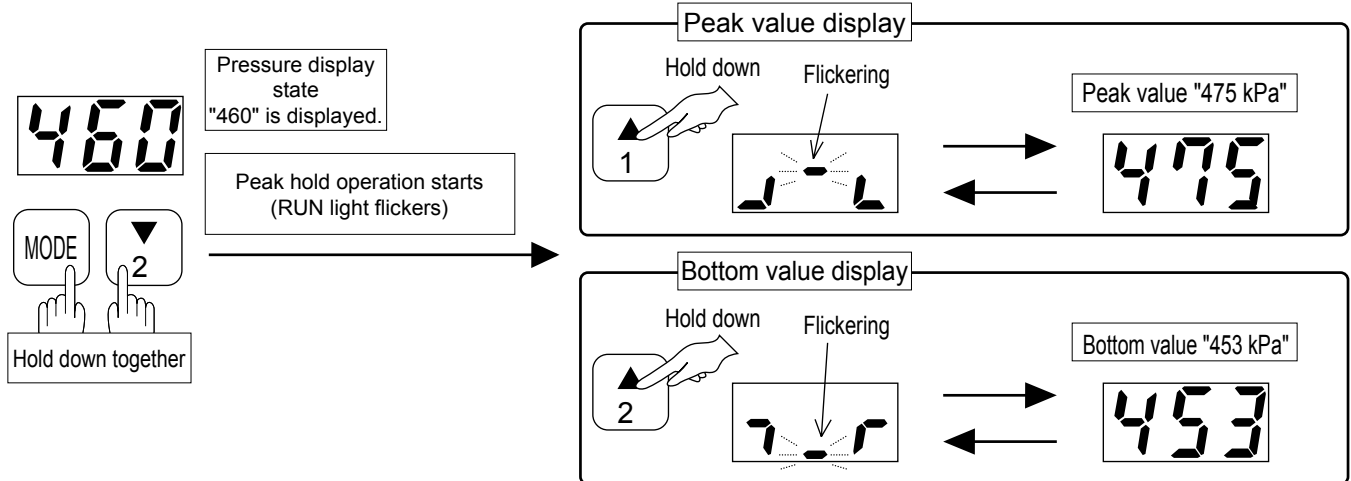 460
Pressure display
state
"460" is displayed.
Peak hold operation starts
(RUN light flickers)
MODE
▼
2
Hold down together
Peak value display
Hold down
Flickering
▲
1
Peak value "475 kPa"
475
Bottom value display
Hold down
Flickering
▲
2
Bottom value "453 kPa"
453